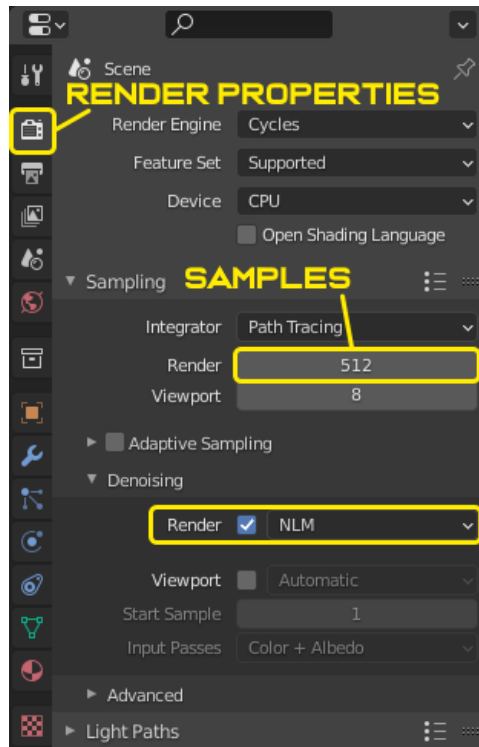 Scene
RENDER PROPERTIES
Render Engine Cycles
Feature Set Supported
Device CPU
Open Shading Language
Sampling SAMPLES
Integrator Path Tracing
Render 512
Viewport 8
Adaptive Sampling
Denoising
Render NLM
Viewport Automatic
Start Sample 1
Input Passes Color + Albedo
Advanced
Light Paths